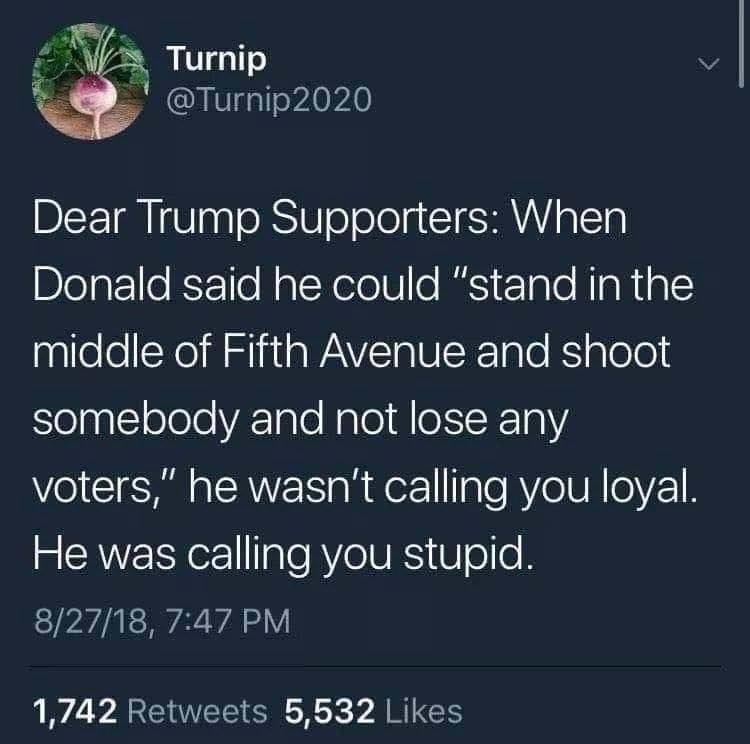 Turnip
@Turnip2020
Dear Trump Supporters: When
Donald said he could "stand in the
middle of Fifth Avenue and shoot
somebody and not lose any
voters," he wasn't calling you loyal.
He was calling you stupid.
8/27/18, 7:47 PM
1,742 Retweets 5,532 Likes